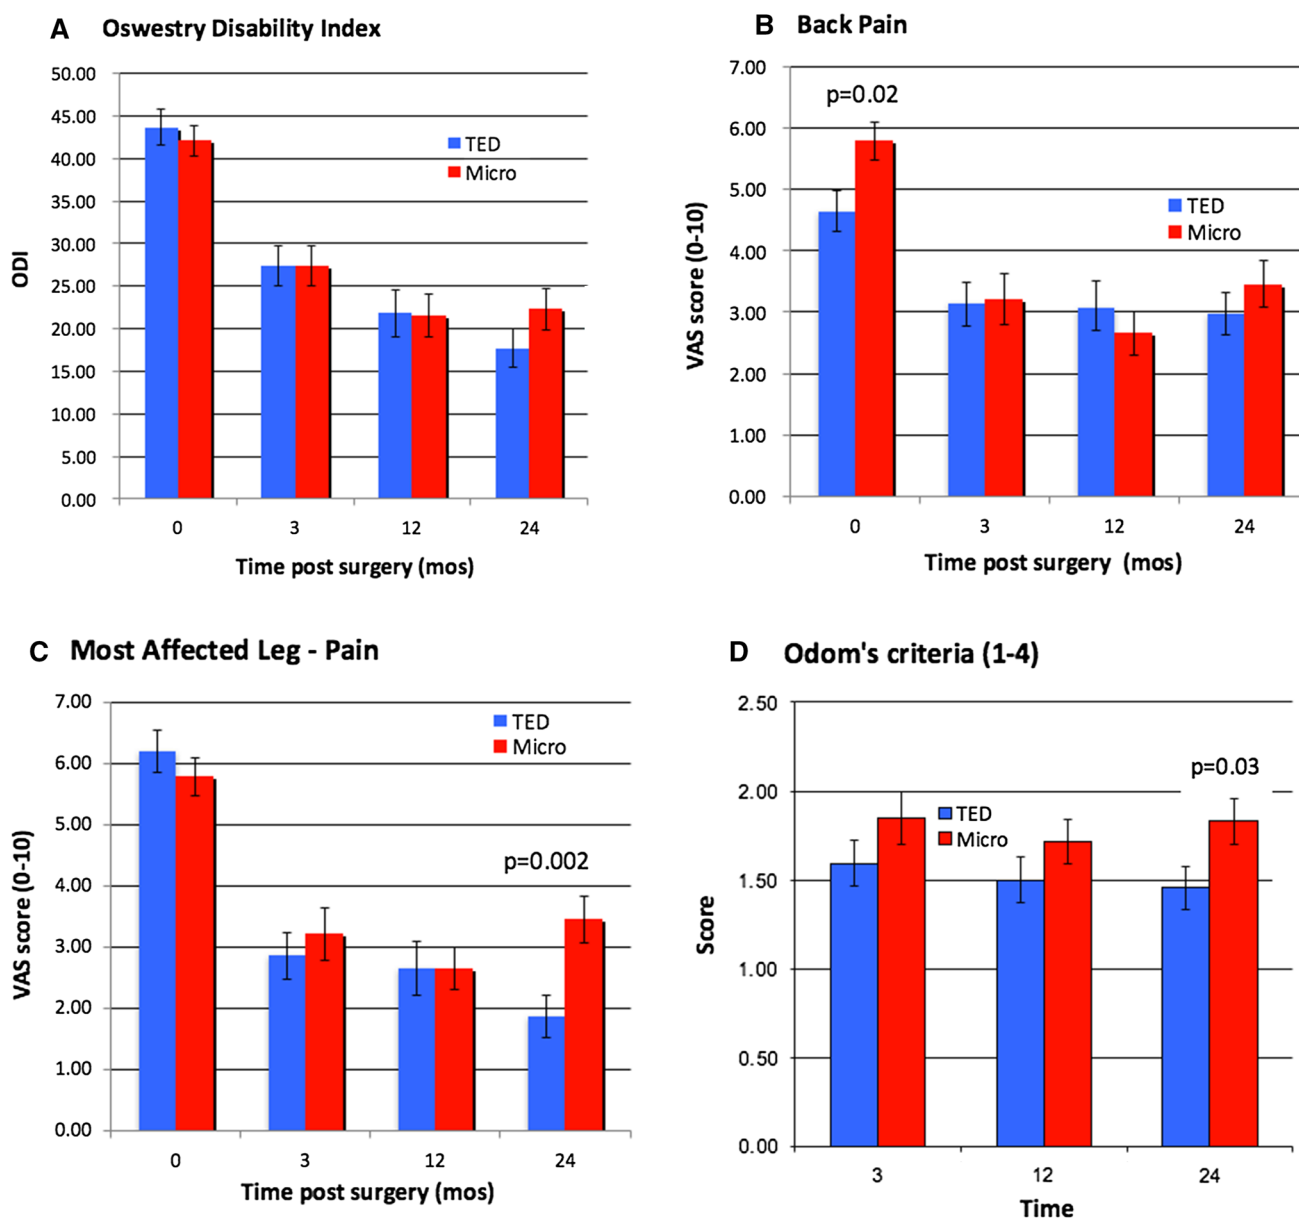 A Oswestry Disability Index
50.00
45.00
40.00
35.00
30.00
25.00
20.00
15.00
10.00
5.00
0.00
ODI
TED
Micro
0 3 12 24
Time post surgery (mos)
B Back Pain
7.00
6.00
5.00
4.00
3.00
2.00
1.00
0.00
VAS score (0-10)
p=0.02
TED
Micro
0 3 12 24
Time post surgery (mos)
C Most Affected Leg - Pain
7.00
6.00
5.00
4.00
3.00
2.00
1.00
0.00
VAS score (0-10)
TED
Micro
p=0.002
0 3 12 24
Time post surgery (mos)
D Odom's criteria (1-4)
2.50
2.00
1.50
1.00
0.50
0.00
Score
p=0.03
TED
Micro
3 12 24
Time